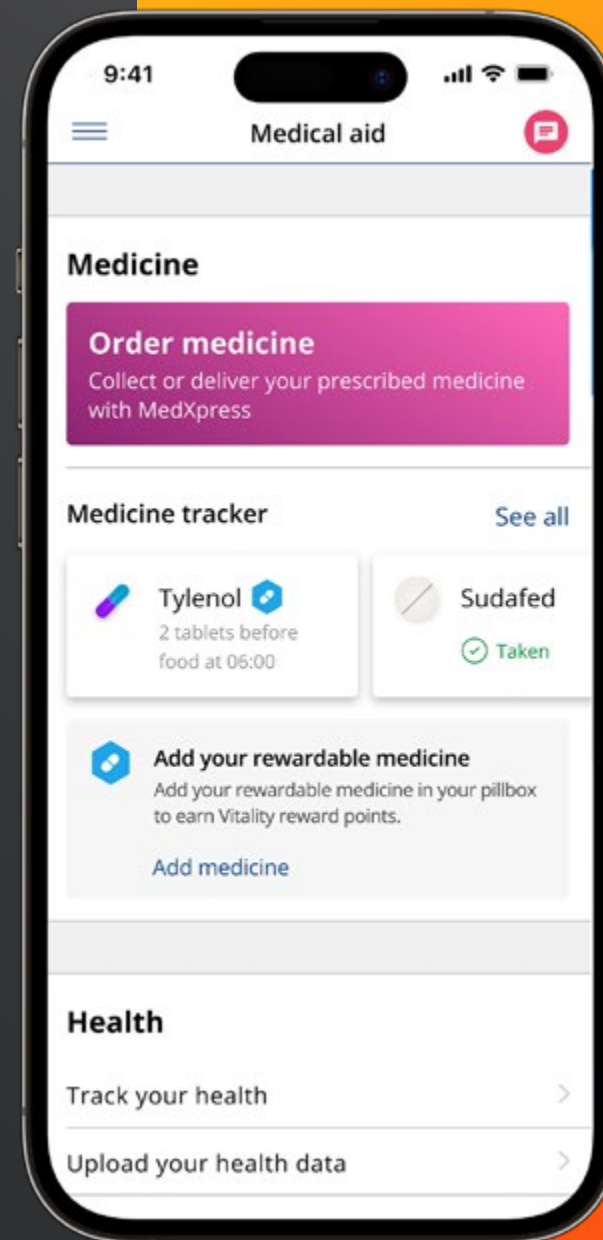 9:41
Medical aid
Medicine
Order medicine
Collect or deliver your prescribed medicine
with MedXpress
Medicine tracker
See all
Tylenol
2 tablets before
food at 06:00
Sudafed
Taken
Add your rewardable medicine
Add your rewardable medicine in your pillbox
to earn Vitality reward points.
Add medicine
Health
Track your health
Upload your health data